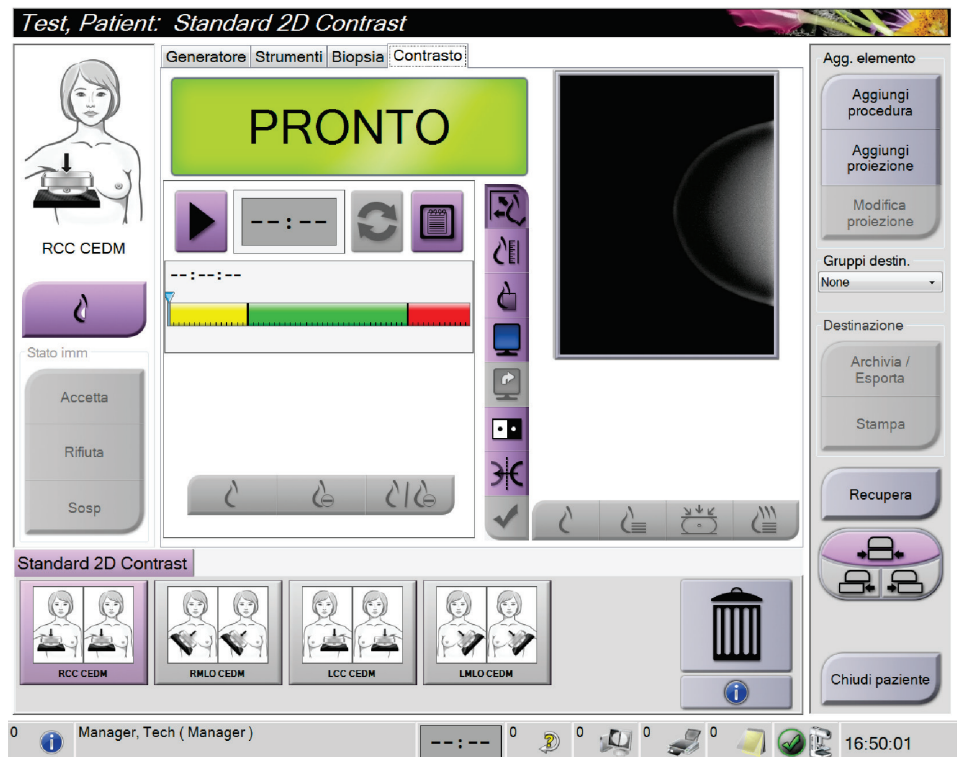 Test, Patient: Standard 2D Contrast
Generatore Strumenti Biopsia Contrasto
PRONTO
RCC CEDM
--:--
9999
--:--:--
Stato imm
Accetta
Rifiuta
Sosp
Agg. elemento
Aggiungi
procedura
Aggiungi
proiezione
Modifica
proiezione
Gruppi destin.
None
Destinazione
Archivia /
Esporta
Stampa
Recupera
Chiudi paziente
Standard 2D Contrast
RCC CEDM
RMLO CEDM
LCC CEDM
LMLO CEDM
0 Manager, Tech ( Manager ) --:-- 0 0 0 0 16:50:01